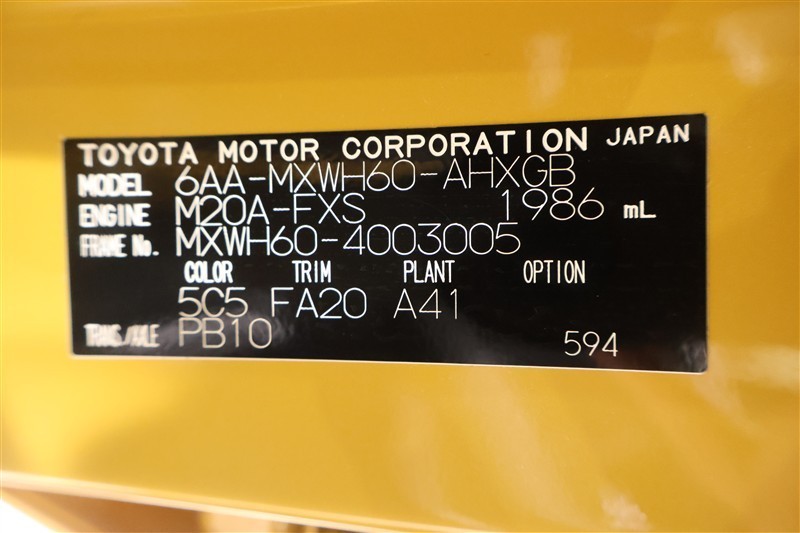 TOYOTA MOTOR CORPORATION JAPAN
MODEL 6AA-MXWH60-AHXGB
ENGINE M20A-FXS 1986 mL
FRAME No. MXWH60-4003005
COLOR TRIM PLANT OPTION
5C5 FA20 A41
TRANS./AXLE PB10 594